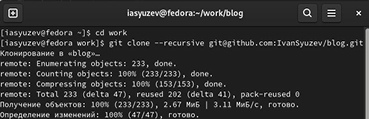 iasyuzev@fedora:~/work/blog
[iasyuzev@fedora ~]$ cd work
[iasyuzev@fedora work]$ git clone --recursive git@github.com:IvanSyuzev/blog.git
Клонирование в «blog»…
remote: Enumerating objects: 233, done.
remote: Counting objects: 100% (233/233), done.
remote: Compressing objects: 100% (153/153), done.
remote: Total 233 (delta 47), reused 202 (delta 41), pack-reused 0
Получение объектов: 100% (233/233), 2.67 МиБ | 3.11 МиБ/с, готово.
Определение изменений: 100% (47/47), готово.